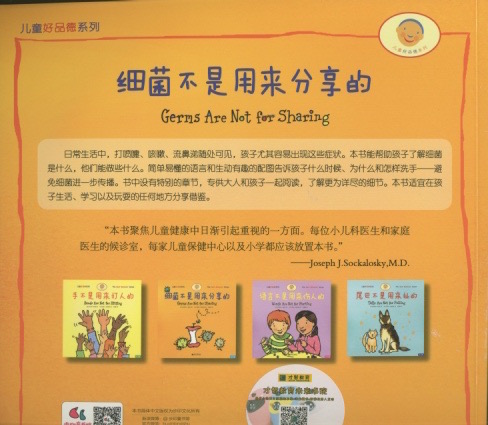 儿童好品德系列
细菌不是用来分享的
Germs Are Not for Sharing
日常生活中，打喷嚏、咳嗽、流鼻涕随处可见，孩子尤其容易出现这些症状。本书能帮助孩子了解细菌
是什么，他们能做些什么。简单易懂的语言和生动有趣的配图告诉孩子什么时候、为什么和怎样洗手——避
免细菌进一步传播。书中设有特别的章节，专供大人和孩子一起阅读，了解更为详尽的细节。本书适宜在孩
子生活、学习以及玩耍的任何地方分享借鉴。
“本书聚焦儿童健康中日渐引起重视的一方面。每位小儿科医生和家庭
医生的候诊室，每家儿童保健中心以及小学都应该放置本书。”
——Joseph J.Sockalosky,M.D.
手不是用来打人的
细菌不是用来分享的
Germs Are Not for Sharing
尾巴不是用来拽的